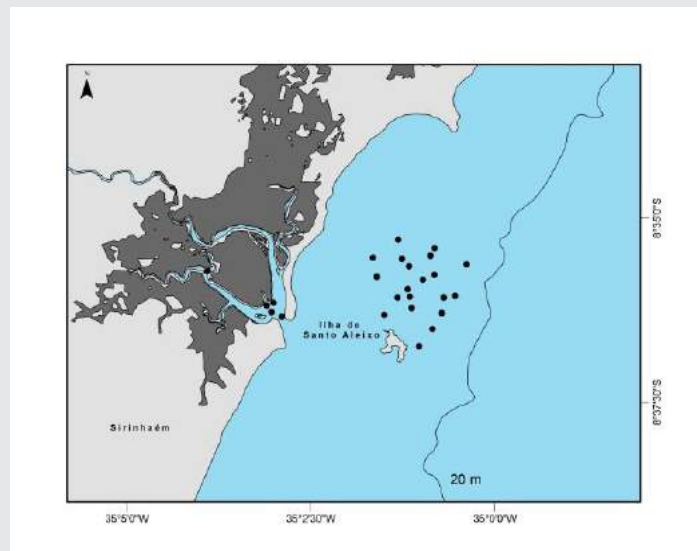 N
8°35'0"S
Ilha de
Santo Aleixo
8°37'30"S
Sirinhaém
20 m
35°5'0"W
35°2'30"W
35°0'0"W